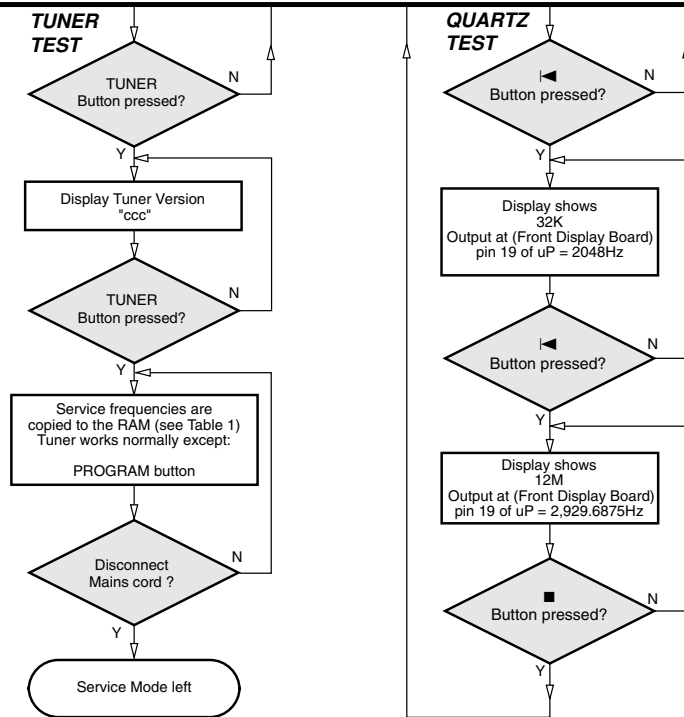 TUNER
TEST
TUNER
Button pressed?
N
Y
Display Tuner Version
"ccc"
TUNER
Button pressed?
N
Y
Service frequencies are
copied to the RAM (see Table 1)
Tuner works normally except:
PROGRAM button
Disconnect
Mains cord ?
N
Y
Service Mode left
QUARTZ
TEST
Button pressed?
N
Y
Display shows
32K
Output at (Front Display Board)
pin 19 of uP = 2048Hz
Button pressed?
N
Y
Display shows
12M
Output at (Front Display Board)
pin 19 of uP = 2,929.6875Hz
Button pressed?
N
Y